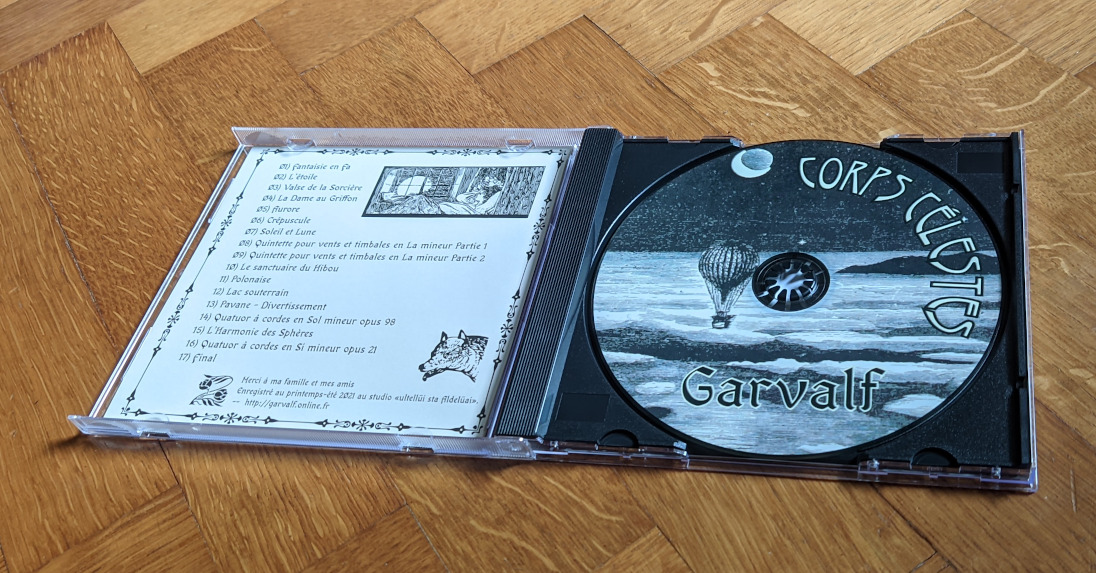 01) Fantaisie en Fa
02) L'étoile
03) Valse de la Sorcière
04) La Dame au Griffon
05) Aurore
06) Crépuscule
07) Soleil et Lune
08) Quintette pour vents et timbales en La mineur Partie 1
09) Quintette pour vents et timbales en La mineur Partie 2
10) Le sanctuaire du Hibou
11) Polonaise
12) Lac souterrain
13) Pavane - Divertissement
14) Quatuor à cordes en Sol mineur opus 98
15) L'Harmonie des Sphères
16) Quatuor à cordes en Si mineur opus 21
17) Final
Merci à ma famille et mes amis
Enregistré au printemps-été 2021 au studio «ultellüi sta Aldelüai».
-- http://garvalf.online.fr
CORPS CÉLESTES
Garvalf